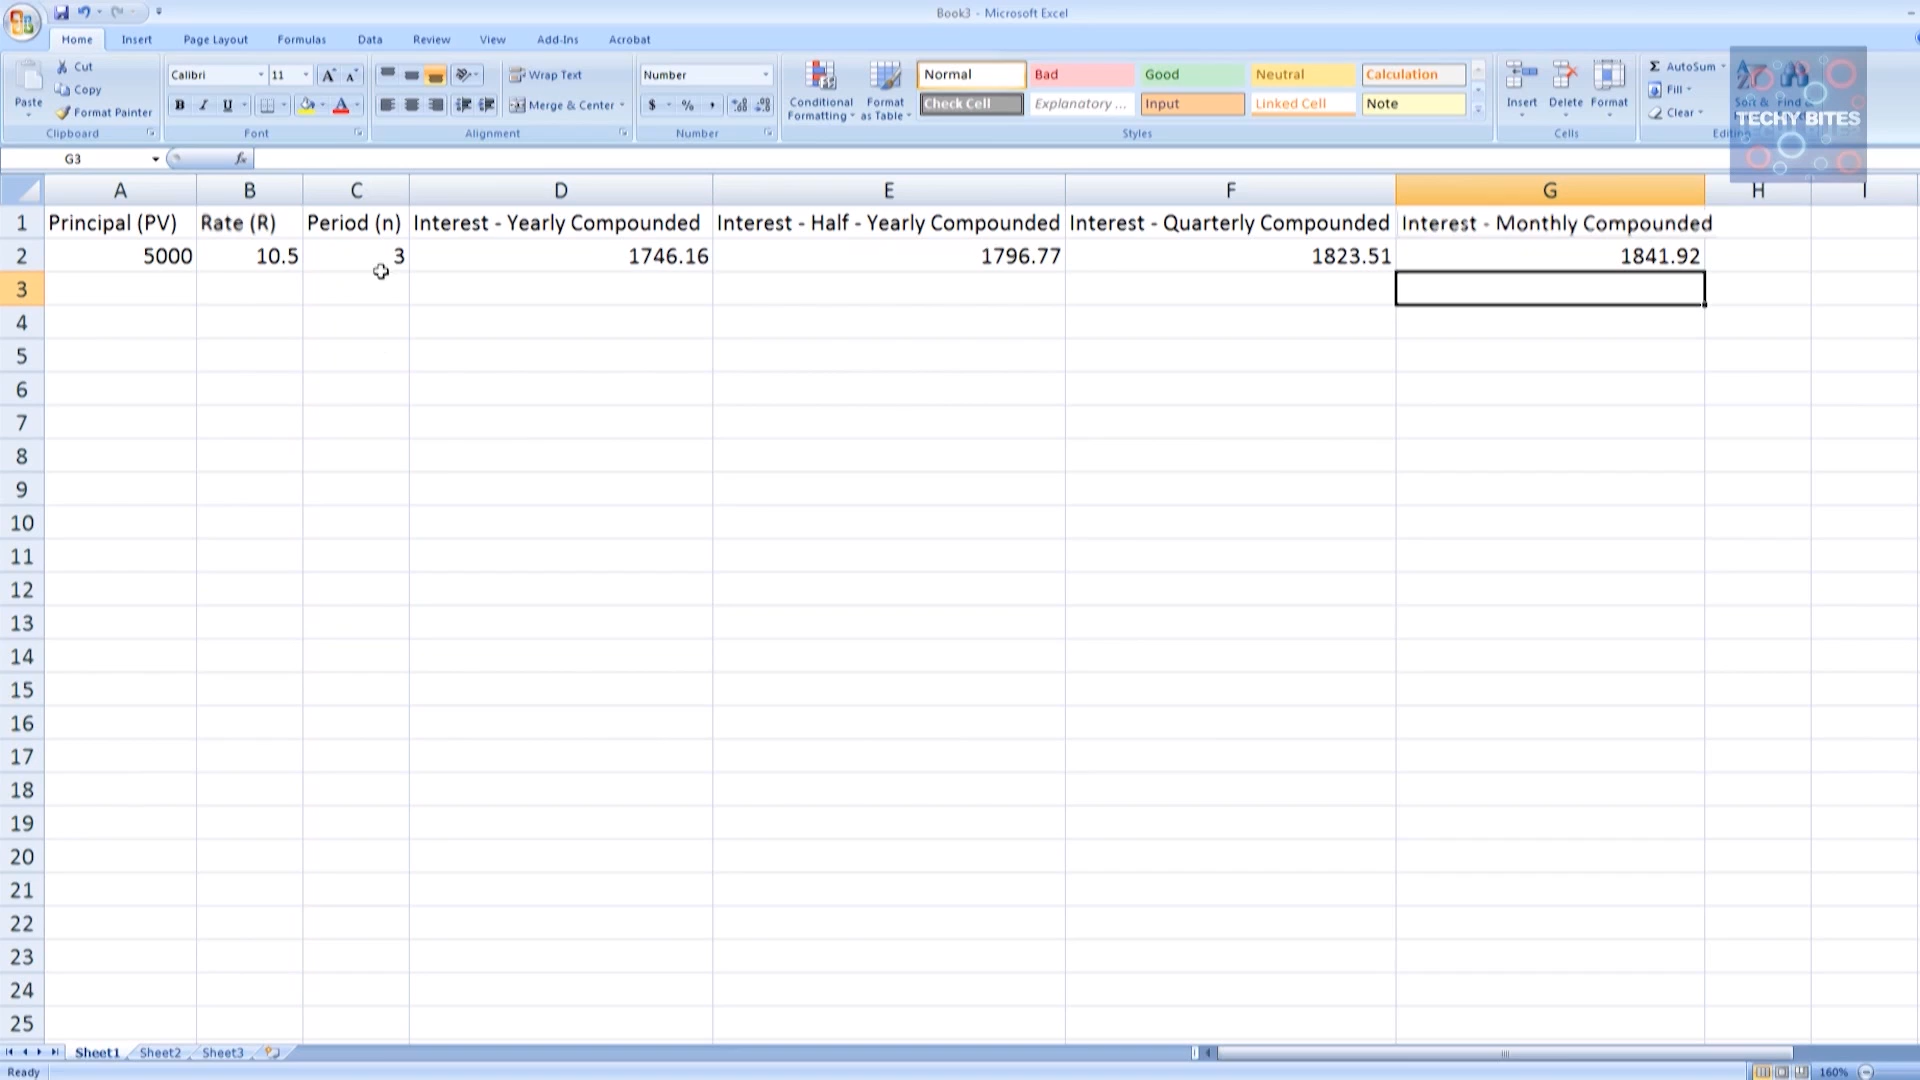 Book3 - Microsoft Excel
Home Insert Page Layout Formulas Data Review View Add-Ins Acrobat
Paste
Cut
Copy
Format Painter
Clipboard
Calibri 11
B I U
Font
Wrap Text
Merge & Center
Alignment
Number
$ % ,
Number
Conditional Formatting
Format as Table
Normal Bad Good Neutral Calculation
Check Cell Explanatory ... Input Linked Cell Note
Styles
Insert Delete Format
Cells
Σ AutoSum
Fill
Clear
Sort & Find
TECHY BITES
G3 fx
A B C D E F G H I
1 Principal (PV) Rate (R) Period (n) Interest - Yearly Compounded Interest - Half - Yearly Compounded Interest - Quarterly Compounded Interest - Monthly Compounded
2 5000 10.5 3 1746.16 1796.77 1823.51 1841.92
3
4
5
6
7
8
9
10
11
12
13
14
15
16
17
18
19
20
21
22
23
24
25
Sheet1 Sheet2 Sheet3
Ready 160%